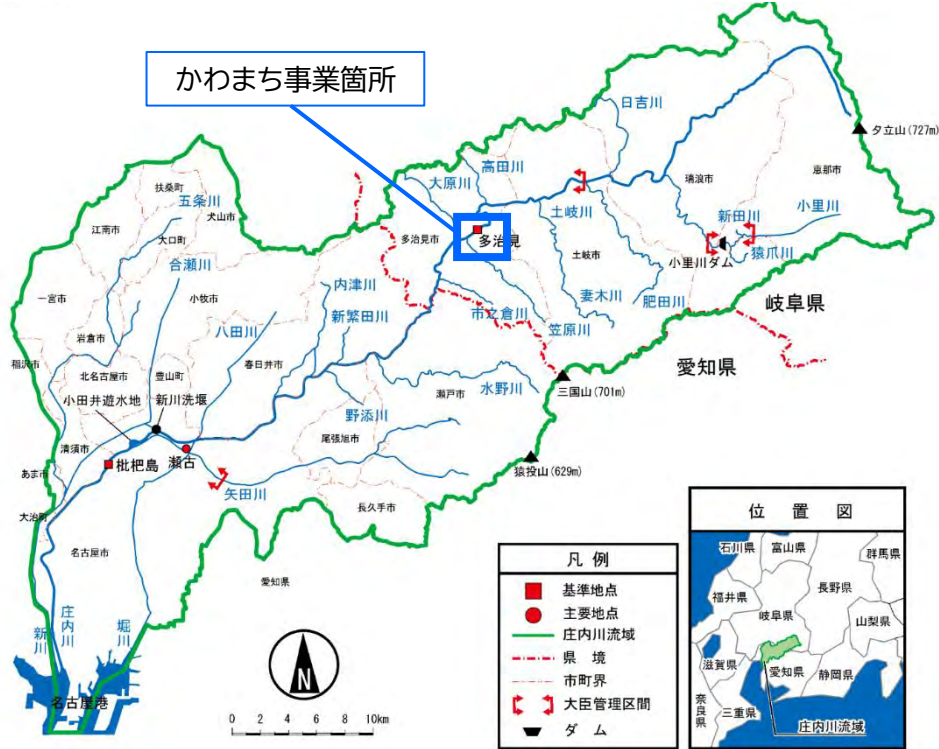 かわまち事業箇所
日吉川
夕立山(727m)
高田川
大原川
瑞浪市
恵那市
扶桑町
五条川
犬山市
江南市
大口町
土岐川
新田川
小里川
多治見市
多治見
土岐市
小里川ダム
猿爪川
合瀬川
内津川
小牧市
新繁田川
妻木川
肥田川
一宮市
八田川
市之倉川
笠原川
岐阜県
岩倉市
稲沢市
春日井市
愛知県
北名古屋市
豊山町
三国山(701m)
小田井遊水地
新川洗堰
瀬戸市
水野川
野添川
清須市
尾張旭市
あま市
枇杷島
瀬古
猿投山(629m)
矢田川
長久手市
大治町
名古屋市
愛知県
新川
庄内川
堀川
名古屋港
N
0 2 4 6 8 10km
凡例
基準地点
主要地点
庄内川流域
県境
市町界
大臣管理区間
ダム
位置図
石川県
富山県
群馬県
長野県
福井県
岐阜県
山梨県
滋賀県
愛知県
静岡県
三重県
奈良県
庄内川流域